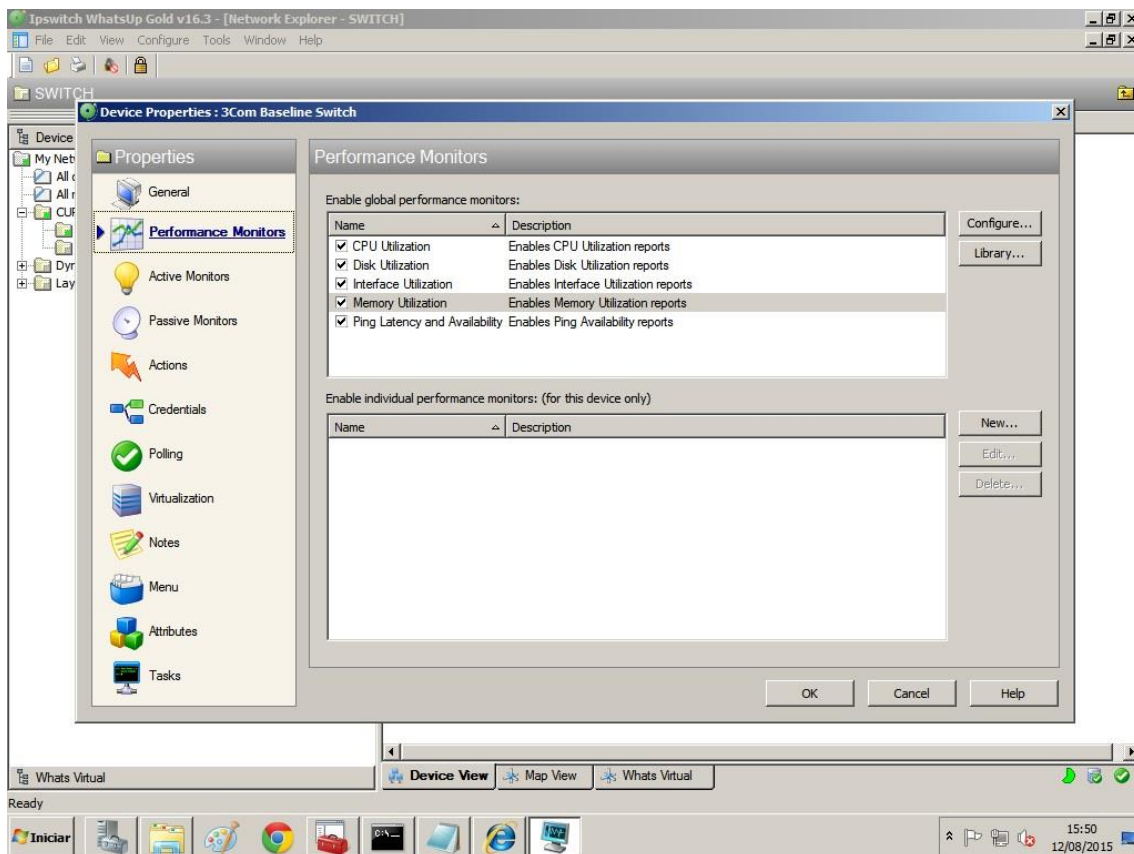 Ipswitch WhatsUp Gold v16.3 - [Network Explorer - SWITCH]
File Edit View Configure Tools Window Help
SWITCH
Device Properties : 3Com Baseline Switch
Device
My Net
All
All
CUR
Dyn
Lay
Properties
General
Performance Monitors
Active Monitors
Passive Monitors
Actions
Credentials
Polling
Virtualization
Notes
Menu
Attributes
Tasks
Performance Monitors
Enable global performance monitors:
Name Description
CPU Utilization Enables CPU Utilization reports
Disk Utilization Enables Disk Utilization reports
Interface Utilization Enables Interface Utilization reports
Memory Utilization Enables Memory Utilization reports
Ping Latency and Availability Enables Ping Availability reports
Configure...
Library...
Enable individual performance monitors: (for this device only)
Name Description
New...
Edit...
Delete...
OK Cancel Help
Whats Virtual
Device View Map View Whats Virtual
Ready
Iniciar
15:50
12/08/2015